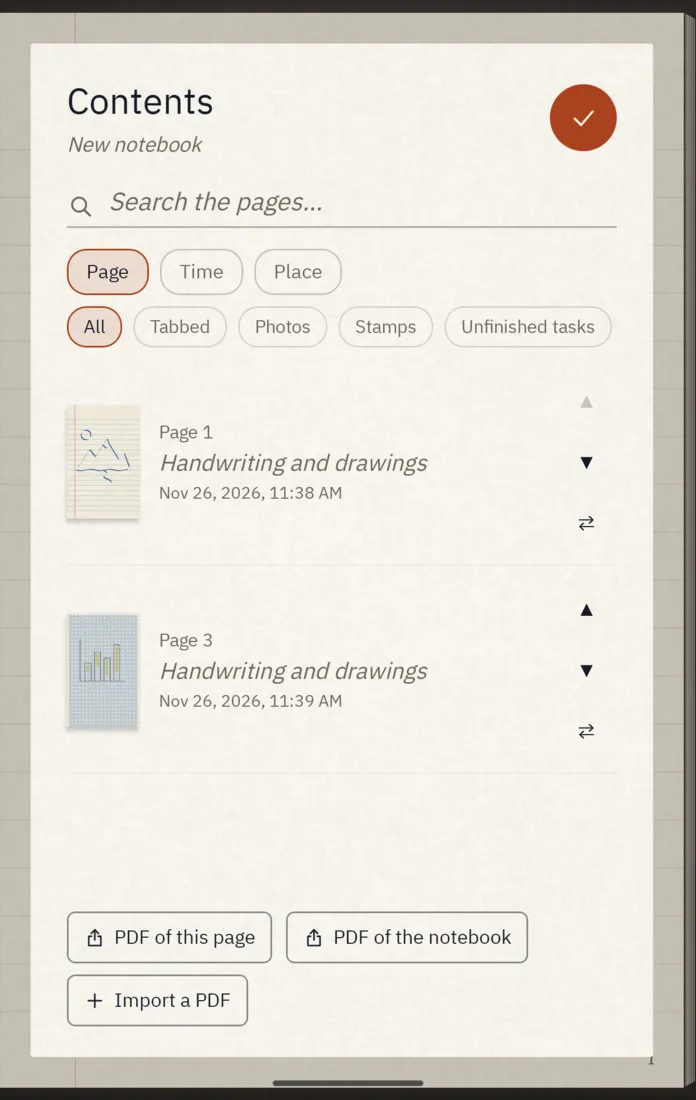 Contents
New notebook
Search the pages...
Page Time Place
All Tabbed Photos Stamps Unfinished tasks
Page 1
Handwriting and drawings
Nov 26, 2026, 11:38 AM
Page 3
Handwriting and drawings
Nov 26, 2026, 11:39 AM
PDF of this page PDF of the notebook
Import a PDF
1